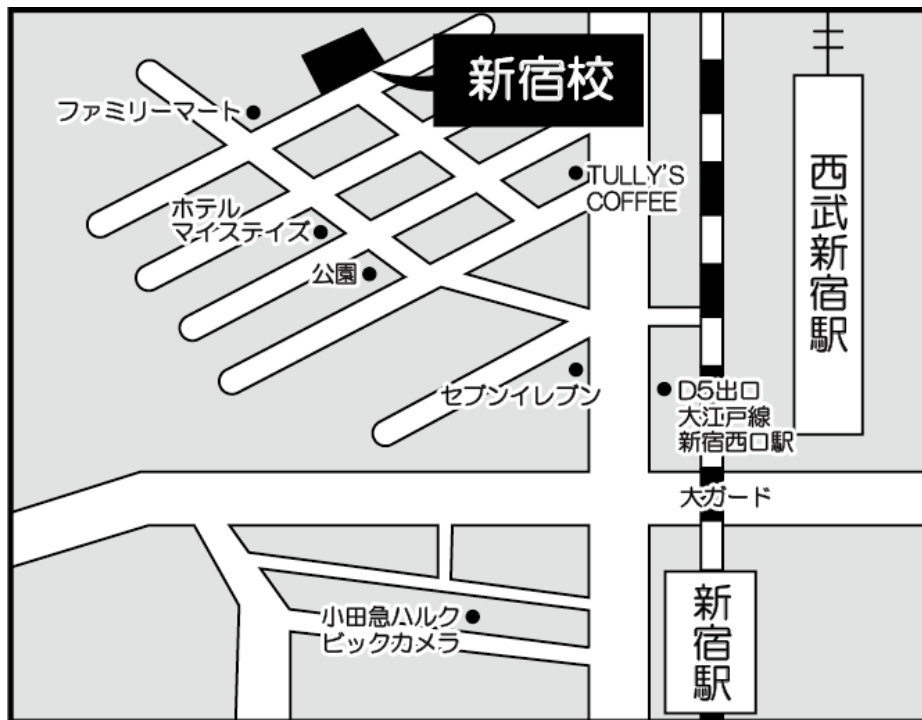 新宿校
ファミリーマート
TULLY'S
COFFEE
西武新宿駅
ホテル
マイステイズ
公園
セブンイレブン
D5出口
大江戸線
新宿西口駅
大ガード
新宿駅
小田急ハルク
ビックカメラ